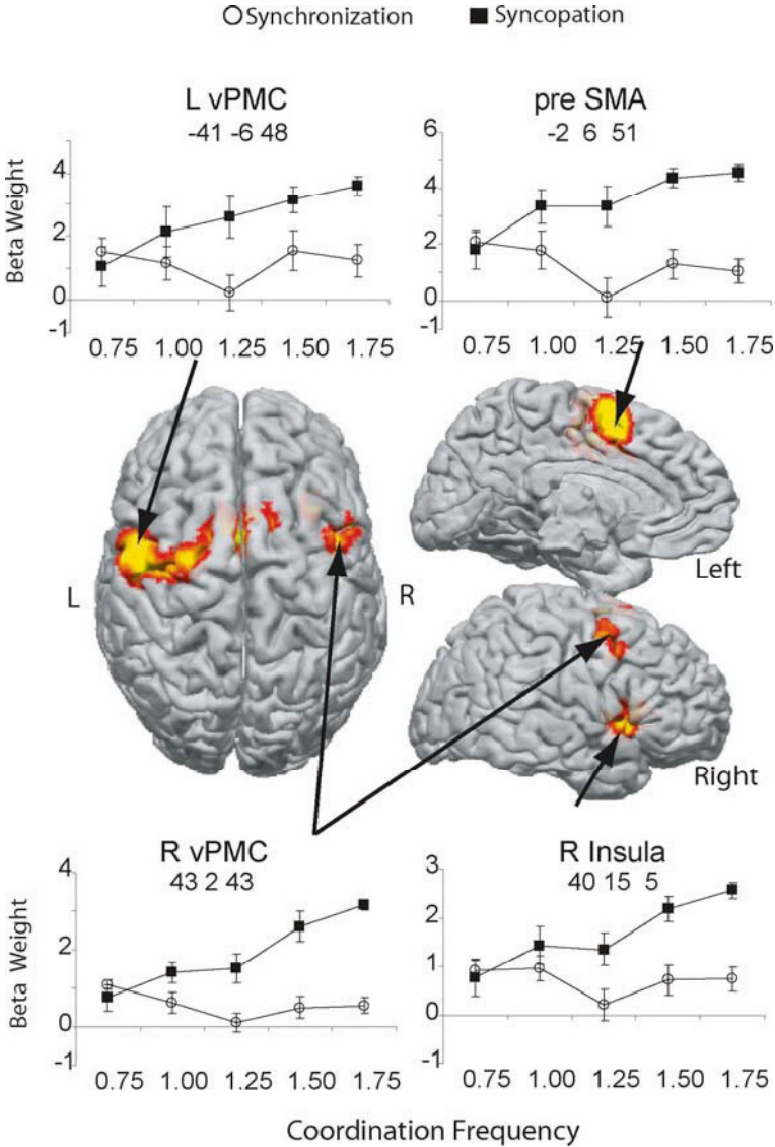 Synchronization Syncopation
L vPMC
-41 -6 48
Beta Weight
4
2
0
-1
0.75 1.00 1.25 1.50 1.75
pre SMA
-2 6 51
6
4
2
0
-1
0.75 1.00 1.25 1.50 1.75
L
R
Left
Right
R vPMC
43 2 43
Beta Weight
4
2
0
-1
0.75 1.00 1.25 1.50 1.75
R Insula
40 15 5
3
2
1
0
-1
0.75 1.00 1.25 1.50 1.75
Coordination Frequency